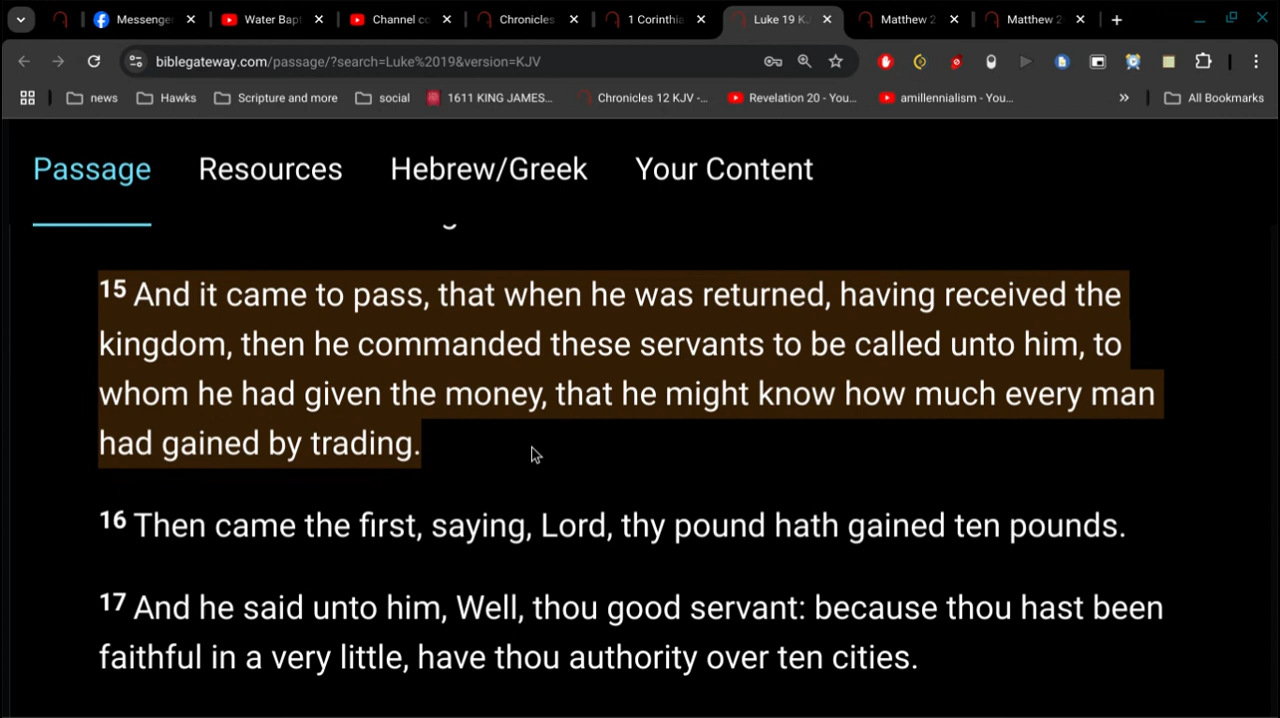 Messenger
Water Bapt
Channel co
Chronicles
1 Corinthia
Luke 19 KJ
Matthew 2
Matthew 2
biblegateway.com/passage/?search=Luke%2019&version=KJV
news
Hawks
Scripture and more
social
1611 KING JAMES...
Chronicles 12 KJV -...
Revelation 20 - You...
amillennialism - You...
All Bookmarks
Passage
Resources
Hebrew/Greek
Your Content
15 And it came to pass, that when he was returned, having received the
kingdom, then he commanded these servants to be called unto him, to
whom he had given the money, that he might know how much every man
had gained by trading.
16 Then came the first, saying, Lord, thy pound hath gained ten pounds.
17 And he said unto him, Well, thou good servant: because thou hast been
faithful in a very little, have thou authority over ten cities.